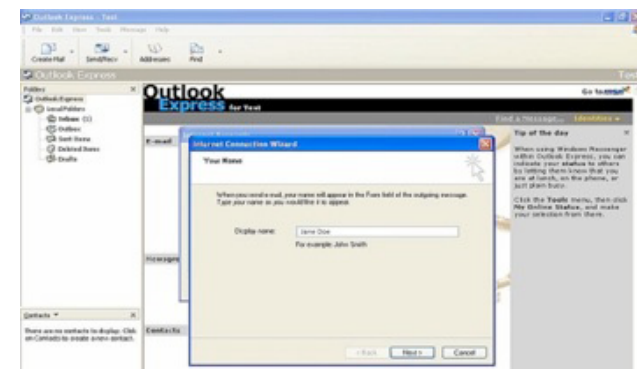 Outlook Express - Test
File Edit View Tools Message Help
Create Mail Send/Recv Addresses Find
Outlook Express
Folders
Outlook Express
Local Folders
Inbox (1)
Outbox
Sent Items
Deleted Items
Drafts
Contacts
There are no contacts to display. Click
on Contacts to create a new contact.
Outlook
Express for Test
Go to
Find a Message... Identities
E-mail
Contacts
Internet Connection Wizard
Your Name
When you send e-mail, your name will appear in the From field of the outgoing message.
Type your name as you would like it to appear.
Display name: Jane Doe
For example: John Smith
< Back Next > Cancel
Tip of the day
When using Windows Messenger
within Outlook Express, you can
indicate your status to others
by letting them know that you
are at lunch, on the phone, or
just plain busy.
Click the Tools menu, then click
My Online Status, and make
your selection from there.